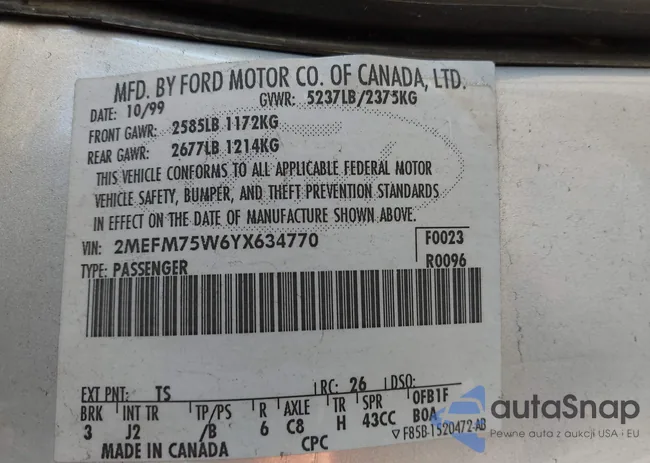 MFD. BY FORD MOTOR CO. OF CANADA, LTD.
DATE: 10/99 GVWR: 5237LB/2375KG
FRONT GAWR: 2585LB 1172KG
REAR GAWR: 2677LB 1214KG
THIS VEHICLE CONFORMS TO ALL APPLICABLE FEDERAL MOTOR
VEHICLE SAFETY, BUMPER, AND THEFT PREVENTION STANDARDS
IN EFFECT ON THE DATE OF MANUFACTURE SHOWN ABOVE.
VIN: 2MEFM75W6YX634770 F0023
TYPE: PASSENGER R0096
EXT PNT: TS RC: 26 DSO:
BRK INT TR TP/PS R AXLE TR SPR 0FB1F
3 J2 /B 6 C8 H 43CC B0A
MADE IN CANADA CPC ▽ F85B-1520472-AB
autaSnap
Pewne auta z aukcji USA - EU